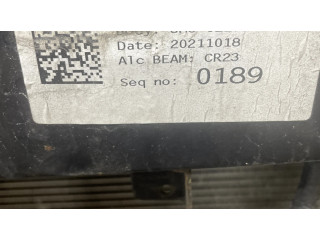 Date: 20211018
Alc BEAM: CR23
Seq no: 0189